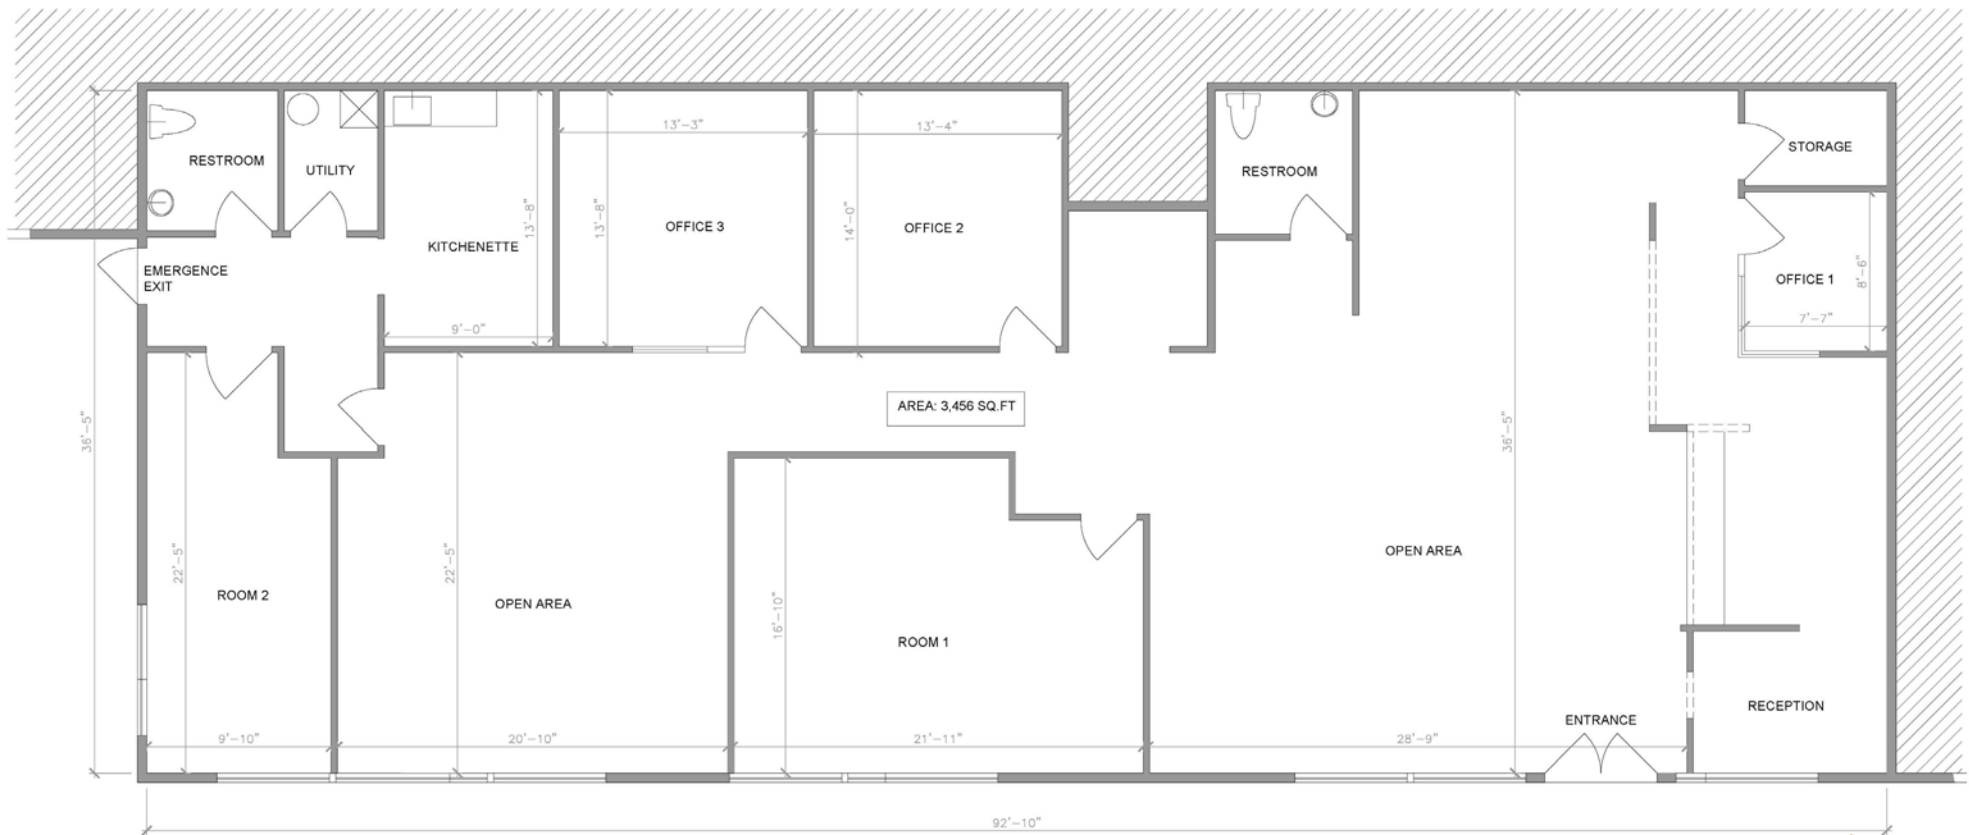 13'-3"
13'-4"
RESTROOM
UTILITY
STORAGE
RESTROOM
KITCHENETTE
13'-8"
13'-8"
OFFICE 3
14'-0"
OFFICE 2
EMERGENCE
EXIT
OFFICE 1
8'-6"
7'-7"
9'-0"
AREA: 3,456 SQ.FT
36'-5"
36'-5"
22'-5"
22'-5"
OPEN AREA
ROOM 2
OPEN AREA
16'-10"
ROOM 1
RECEPTION
ENTRANCE
9'-10"
20'-10"
21'-11"
28'-9"
92'-10"